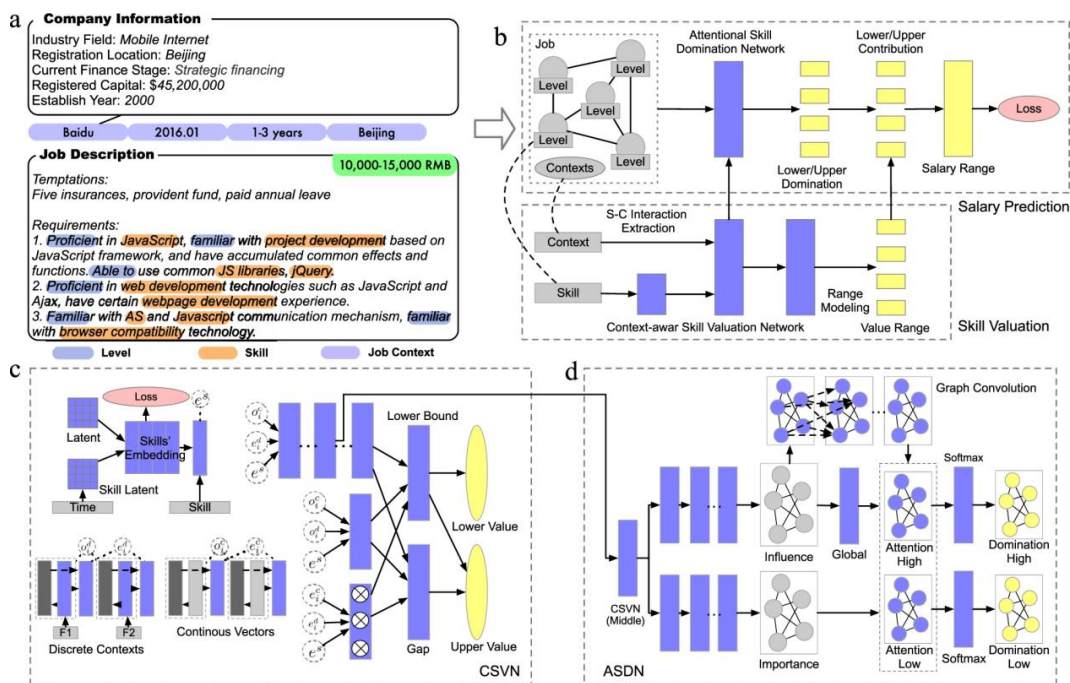 a
Company Information
Industry Field: Mobile Internet
Registration Location: Beijing
Current Finance Stage: Strategic financing
Registered Capital: $45,200,000
Establish Year: 2000
Baidu 2016.01 1-3 years Beijing
Job Description
10,000-15,000 RMB
Temptations:
Five insurances, provident fund, paid annual leave
Requirements:
1. Proficient in JavaScript, familiar with project development based on
JavaScript framework, and have accumulated common effects and
functions. Able to use common JS libraries, jQuery.
2. Proficient in web development technologies such as JavaScript and
Ajax, have certain webpage development experience.
3. Familiar with AS and Javascript communication mechanism, familiar
with browser compatibility technology.
Level Skill Job Context
b
Job
Level
Level
Level
Level
Level
Contexts
Attentional Skill
Domination Network
Lower/Upper
Domination
Lower/Upper
Contribution
Salary Range
Loss
Salary Prediction
S-C Interaction
Extraction
Context
Skill
Context-awar Skill Valuation Network
Range
Modeling
Value Range
Skill Valuation
c
Loss
Latent
Skills'
Embedding
Skill Latent
Time
Skill
F1
F2
Discrete Contexts
Continous Vectors
Lower Bound
Lower Value
Gap
Upper Value
CSVN
d
Graph Convolution
CSVN
(Middle)
Influence
Global
Attention
High
Softmax
Domination
High
Importance
Attention
Low
Softmax
Domination
Low
ASDN